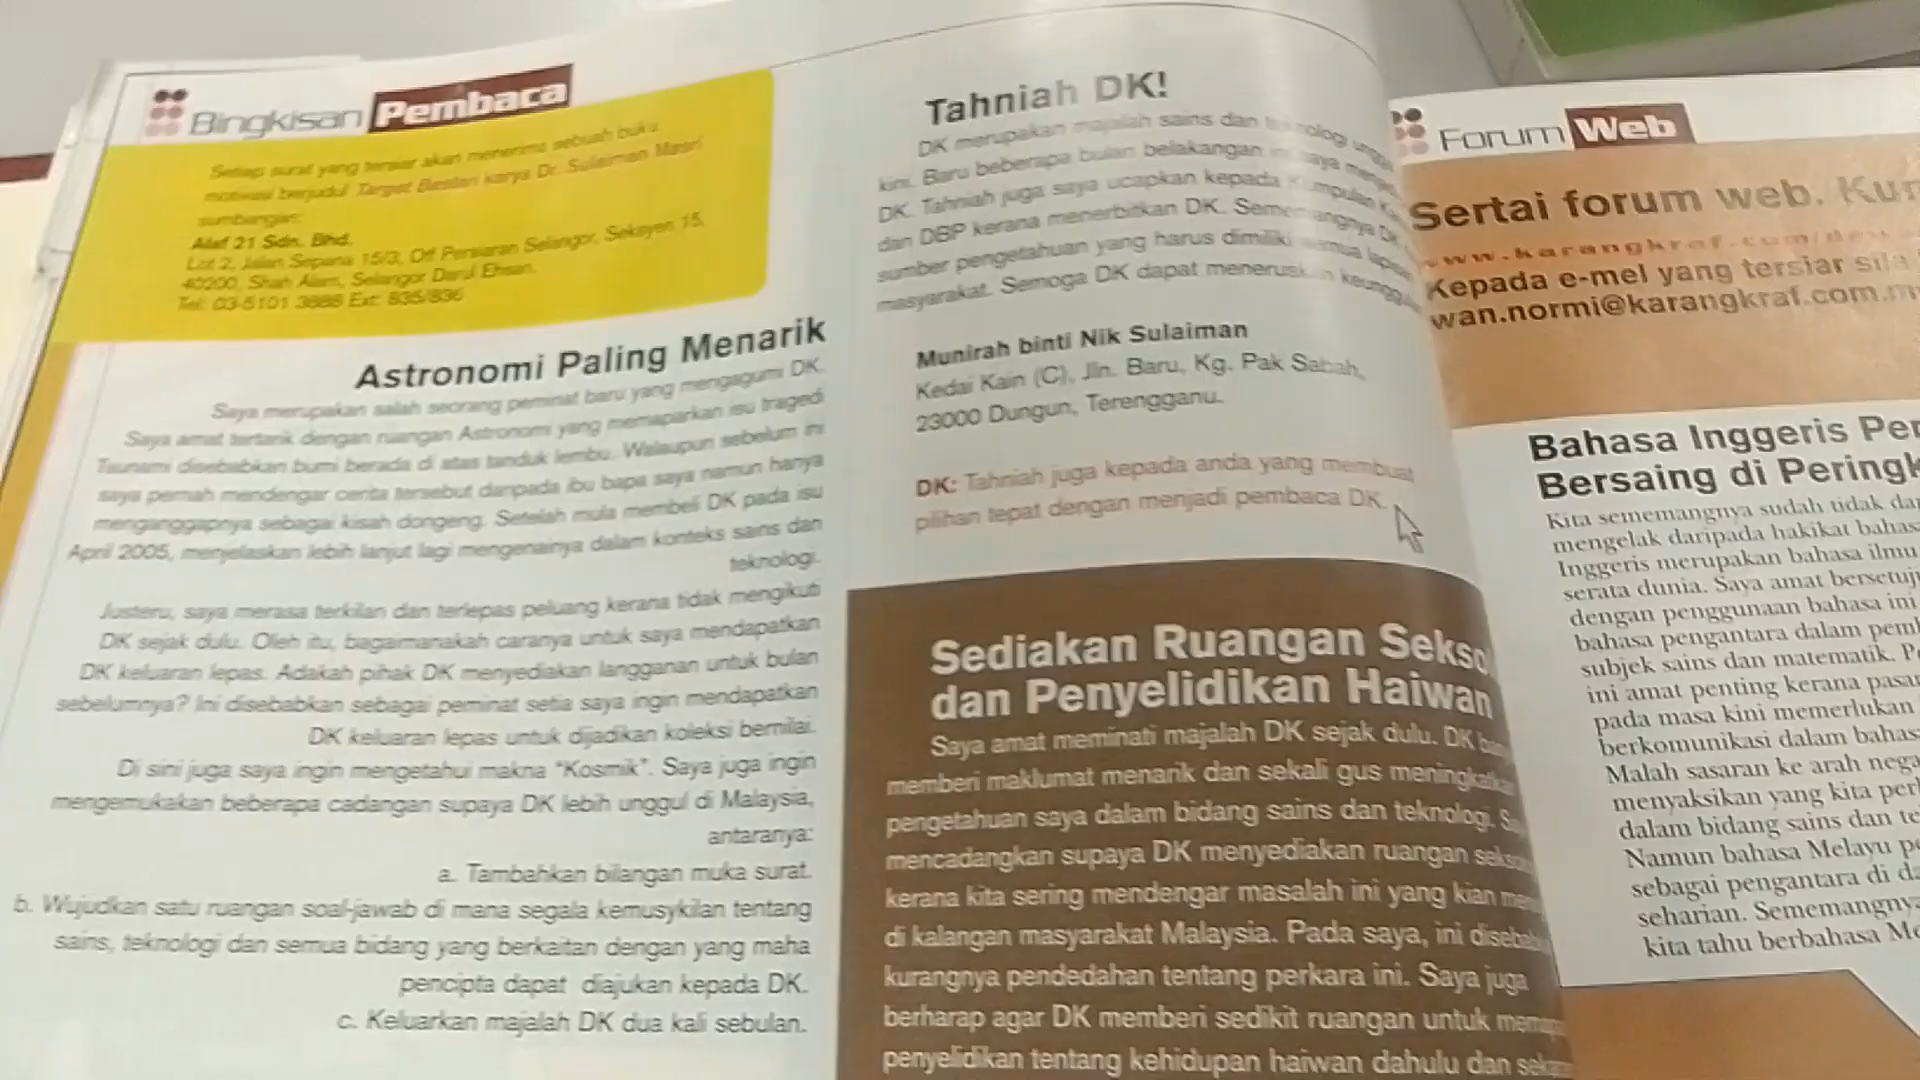 Bingkisan Pembaca
Setiap surat yang tersiar akan menerima sebuah buku
motivasi berjudul Target Bestari karya Dr. Sulaiman Masri
sumbangan:
Alaf 21 Sdn. Bhd.
Lot 2, Jalan Sepana 15/3, Off Persiaran Selangor, Seksyen 15,
40200, Shah Alam, Selangor Darul Ehsan.
Tel: 03-5101 3888 Ext: 835/836
Astronomi Paling Menarik
Saya merupakan salah seorang peminat baru yang mengagumi DK.
Saya amat tertarik dengan ruangan Astronomi yang memaparkan isu tragedi
Tsunami disebabkan bumi berada di atas tanduk lembu. Walaupun sebelum ini
saya pernah mendengar cerita tersebut daripada ibu bapa saya namun hanya
menganggapnya sebagai kisah dongeng. Setelah mula membeli DK pada isu
April 2005, menjelaskan lebih lanjut lagi mengenainya dalam konteks sains dan
teknologi.
Justeru, saya merasa terkilan dan terlepas peluang kerana tidak mengikuti
DK sejak dulu. Oleh itu, bagaimanakah caranya untuk saya mendapatkan
DK keluaran lepas. Adakah pihak DK menyediakan langganan untuk bulan
sebelumnya? Ini disebabkan sebagai peminat setia saya ingin mendapatkan
DK keluaran lepas untuk dijadikan koleksi bernilai.
Di sini juga saya ingin mengetahui makna "Kosmik". Saya juga ingin
mengemukakan beberapa cadangan supaya DK lebih unggul di Malaysia,
antaranya:
a. Tambahkan bilangan muka surat.
b. Wujudkan satu ruangan soal-jawab di mana segala kemusykilan tentang
sains, teknologi dan semua bidang yang berkaitan dengan yang maha
pencipta dapat diajukan kepada DK.
c. Keluarkan majalah DK dua kali sebulan.
Tahniah DK!
DK merupakan majalah sains dan teknologi
kini. Baru beberapa bulan belakangan ini saya
DK. Tahniah juga saya ucapkan kepada Kumpulan
dan DBP kerana menerbitkan DK. Sememangnya DK
sumber pengetahuan yang harus dimiliki semua
masyarakat. Semoga DK dapat meneruskan
Munirah binti Nik Sulaiman
Kedai Kain (C), Jln. Baru, Kg. Pak Sabah,
23000 Dungun, Terengganu.
DK: Tahniah juga kepada anda yang membuat
pilihan tepat dengan menjadi pembaca DK.
Sediakan Ruangan
dan Penyelidikan Haiwan
Saya amat meminati majalah DK sejak dulu. DK
memberi maklumat menarik dan sekali gus meningkatkan
pengetahuan saya dalam bidang sains dan teknologi.
mencadangkan supaya DK menyediakan ruangan
kerana kita sering mendengar masalah ini yang kian
di kalangan masyarakat Malaysia. Pada saya, ini
kurangnya pendedahan tentang perkara ini. Saya juga
berharap agar DK memberi sedikit ruangan untuk
penyelidikan tentang kehidupan haiwan dahulu dan
Forum Web
Sertai forum web. Kun
Kepada e-mel yang tersiar sila
wan.normi@karangkraf.com.m
Bahasa Inggeris Per
Bersaing di Peringk
Kita sememangnya sudah tidak da
mengelak daripada hakikat bahas
Inggeris merupakan bahasa ilmu
serata dunia. Saya amat bersetuj
dengan penggunaan bahasa ini
bahasa pengantara dalam pem
subjek sains dan matematik. P
ini amat penting kerana pasar
pada masa kini memerlukan
berkomunikasi dalam bahas
Malah sasaran ke arah nega
menyaksikan yang kita per
dalam bidang sains dan te
Namun bahasa Melayu p
sebagai pengantara di da
seharian. Sememangny
kita tahu berbahasa Me